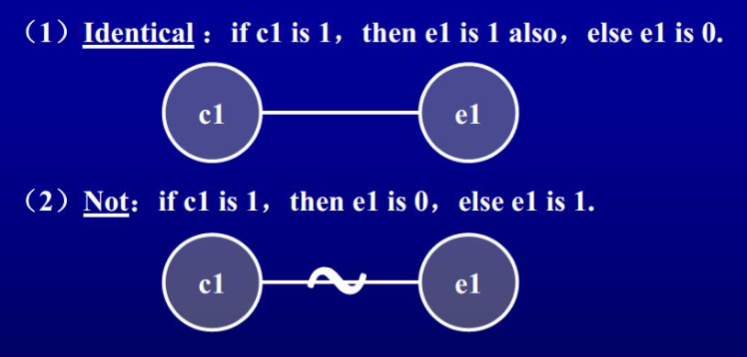 （1）Identical： if c1 is 1， then e1 is 1 also， else e1 is 0.
c1 e1
（2）Not： if c1 is 1， then e1 is 0， else e1 is 1.
c1 ~ e1